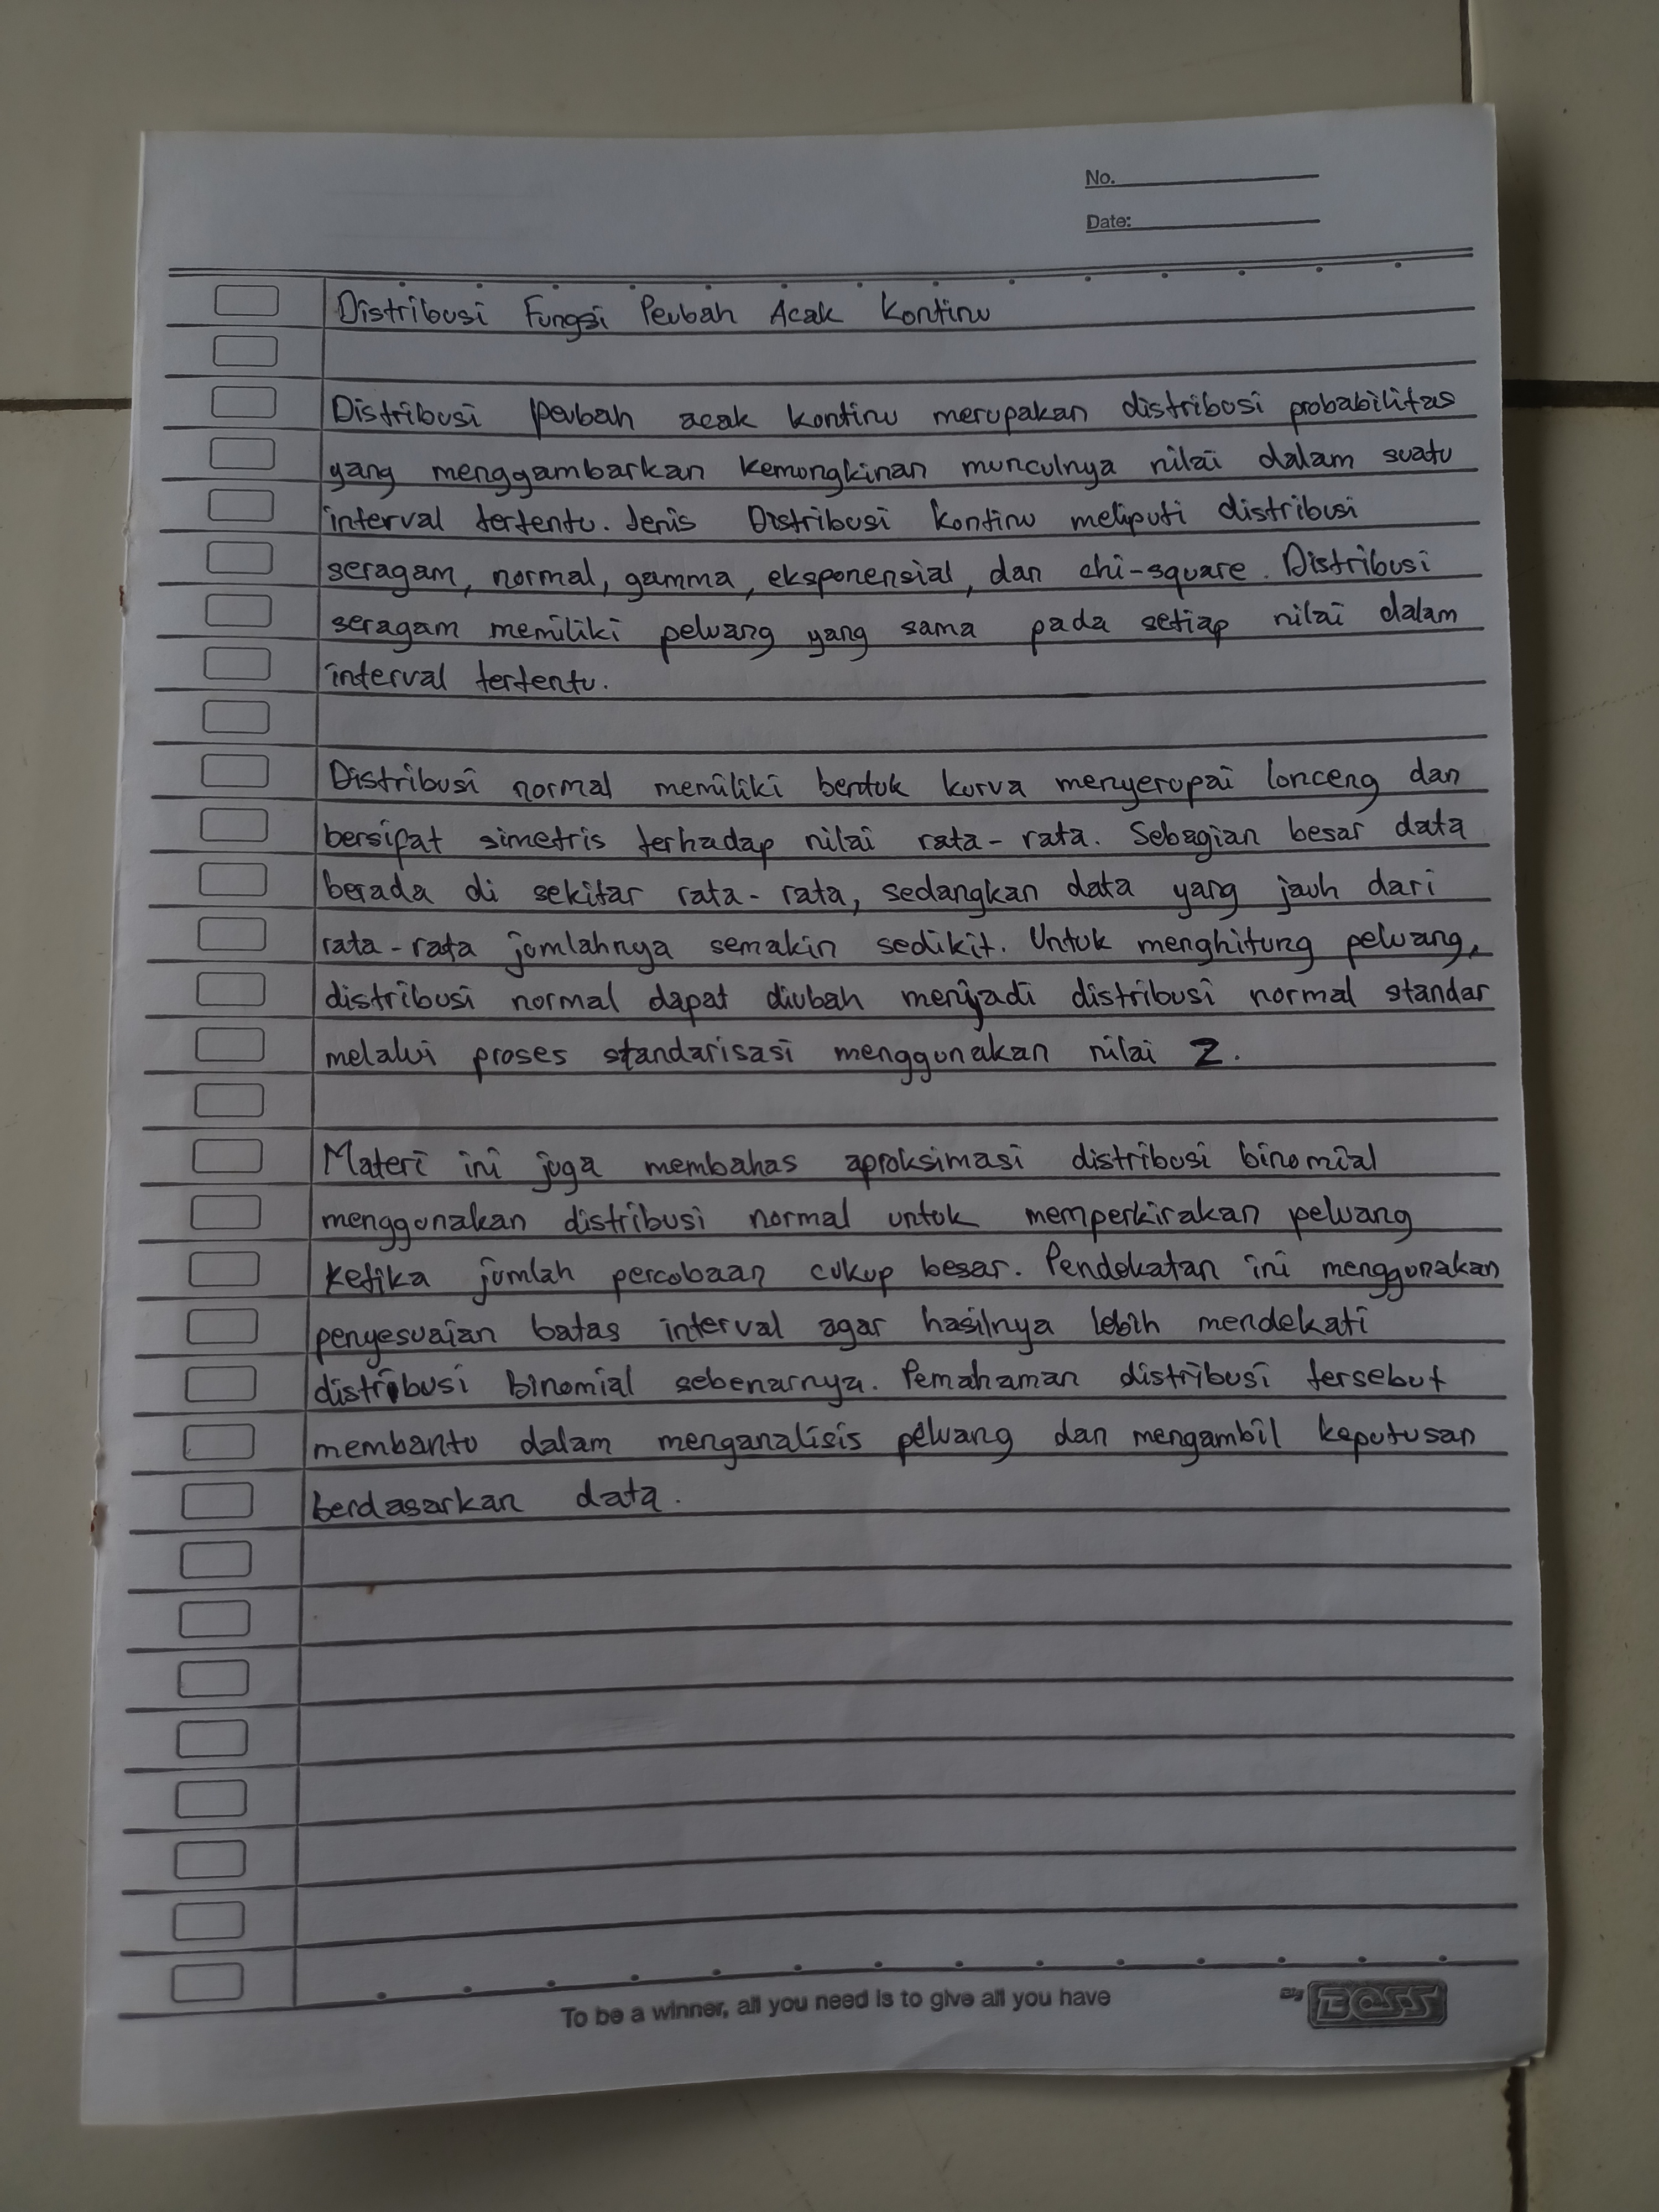 No.
Date:
Distribusi Fungsi Peubah Acak Kontinu
Distribusi peubah acak kontinu merupakan distribusi probabilitas
yang menggambarkan kemungkinan munculnya nilai dalam suatu
interval tertentu. Jenis Distribusi kontinu meliputi distribusi
seragam, normal, gamma, eksponensial, dan chi-square. Distribusi
seragam memiliki peluang yang sama pada setiap nilai dalam
interval tertentu.
Distribusi normal memiliki bentuk kurva menyerupai lonceng dan
bersifat simetris terhadap nilai rata-rata. Sebagian besar data
berada di sekitar rata-rata, sedangkan data yang jauh dari
rata-rata jumlahnya semakin sedikit. Untuk menghitung peluang,
distribusi normal dapat diubah menjadi distribusi normal standar
melalui proses standarisasi menggunakan nilai Z.
Materi ini juga membahas aproksimasi distribusi binomial
menggunakan distribusi normal untuk memperkirakan peluang
ketika jumlah percobaan cukup besar. Pendekatan ini menggunakan
penyesuaian batas interval agar hasilnya lebih mendekati
distribusi binomial sebenarnya. Pemahaman distribusi tersebut
membantu dalam menganalisis peluang dan mengambil keputusan
berdasarkan data.
To be a winner, all you need is to give all you have
Big BOSS